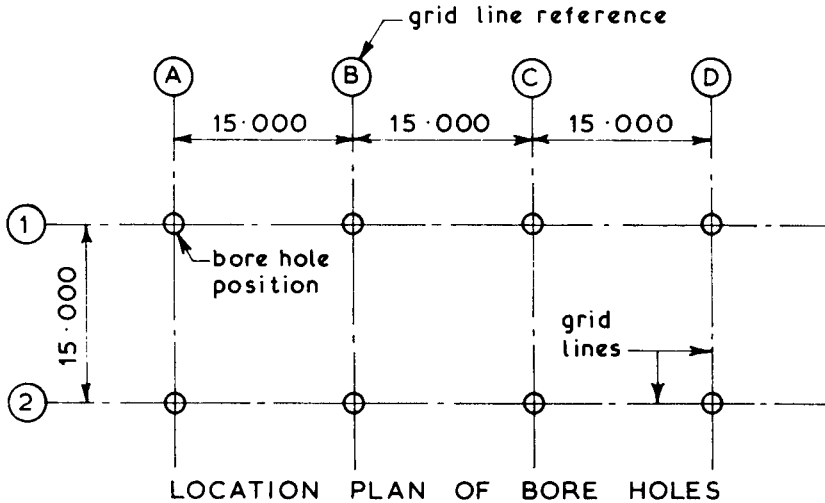 grid line reference
A B C D
15·000 15·000 15·000
1
bore hole
position
15·000
grid
lines
2
LOCATION PLAN OF BORE HOLES